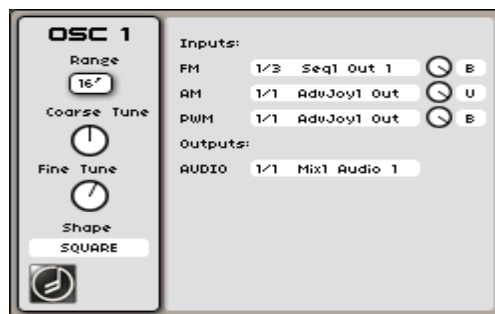 OSC 1
Range
16'
Coarse Tune
Fine Tune
Shape
SQUARE
Inputs:
FM 1/3 Seq1 Out 1 B
AM 1/1 AdvJoy1 Out U
PWM 1/1 AdvJoy1 Out B
Outputs:
AUDIO 1/1 Mix1 Audio 1